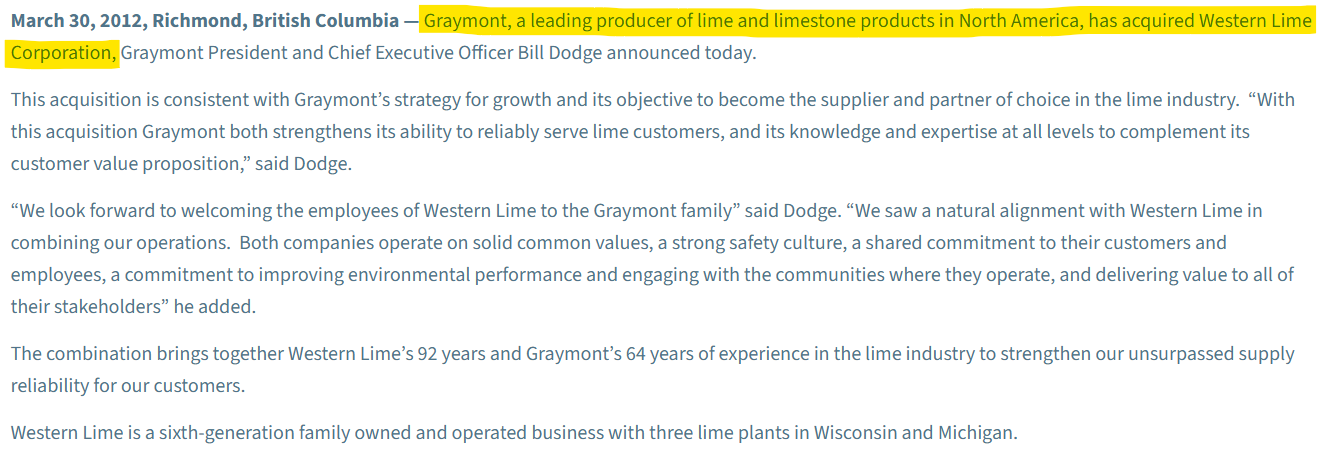 March 30, 2012, Richmond, British Columbia — Graymont, a leading producer of lime and limestone products in North America, has acquired Western Lime
Corporation, Graymont President and Chief Executive Officer Bill Dodge announced today.
This acquisition is consistent with Graymont’s strategy for growth and its objective to become the supplier and partner of choice in the lime industry.  “With
this acquisition Graymont both strengthens its ability to reliably serve lime customers, and its knowledge and expertise at all levels to complement its
customer value proposition,” said Dodge.
“We look forward to welcoming the employees of Western Lime to the Graymont family” said Dodge. “We saw a natural alignment with Western Lime in
combining our operations.  Both companies operate on solid common values, a strong safety culture, a shared commitment to their customers and
employees, a commitment to improving environmental performance and engaging with the communities where they operate, and delivering value to all of
their stakeholders” he added.
The combination brings together Western Lime’s 92 years and Graymont’s 64 years of experience in the lime industry to strengthen our unsurpassed supply
reliability for our customers.
Western Lime is a sixth-generation family owned and operated business with three lime plants in Wisconsin and Michigan.